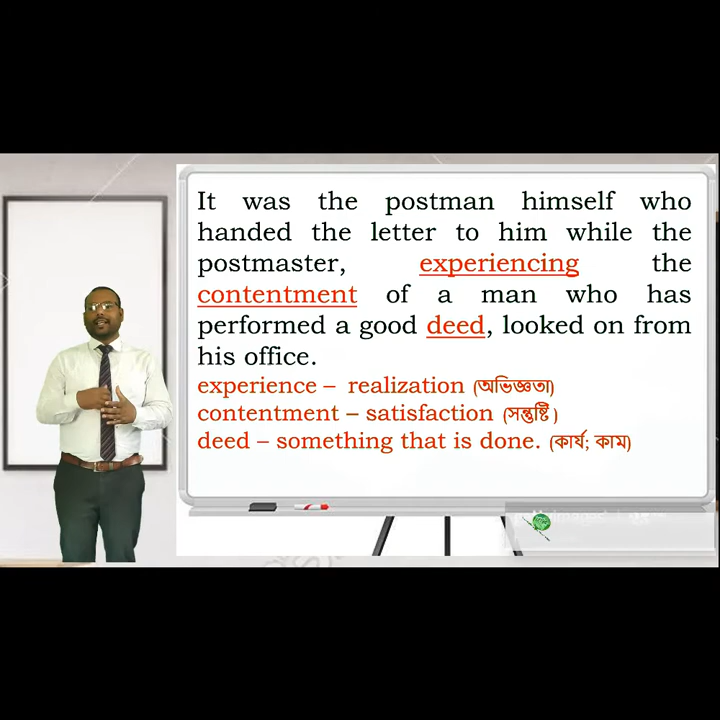 It was the postman himself who
handed the letter to him while the
postmaster, experiencing the
contentment of a man who has
performed a good deed, looked on from
his office.
experience – realization (অভিজ্ঞতা)
contentment – satisfaction (সন্তুষ্টি)
deed – something that is done. (কাৰ্য; কাম)